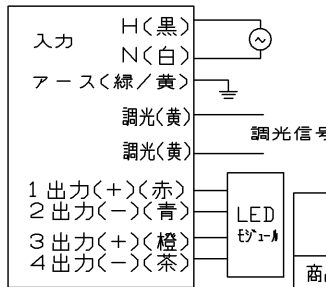 H(黒)
入力
N(白)
アース(緑/黄)
調光(黄)
調光信号
調光(黄)
1出力(+)(赤)
2出力(-)(青)
LED
モジュール
3出力(+)(橙)
4出力(-)(茶)
商品